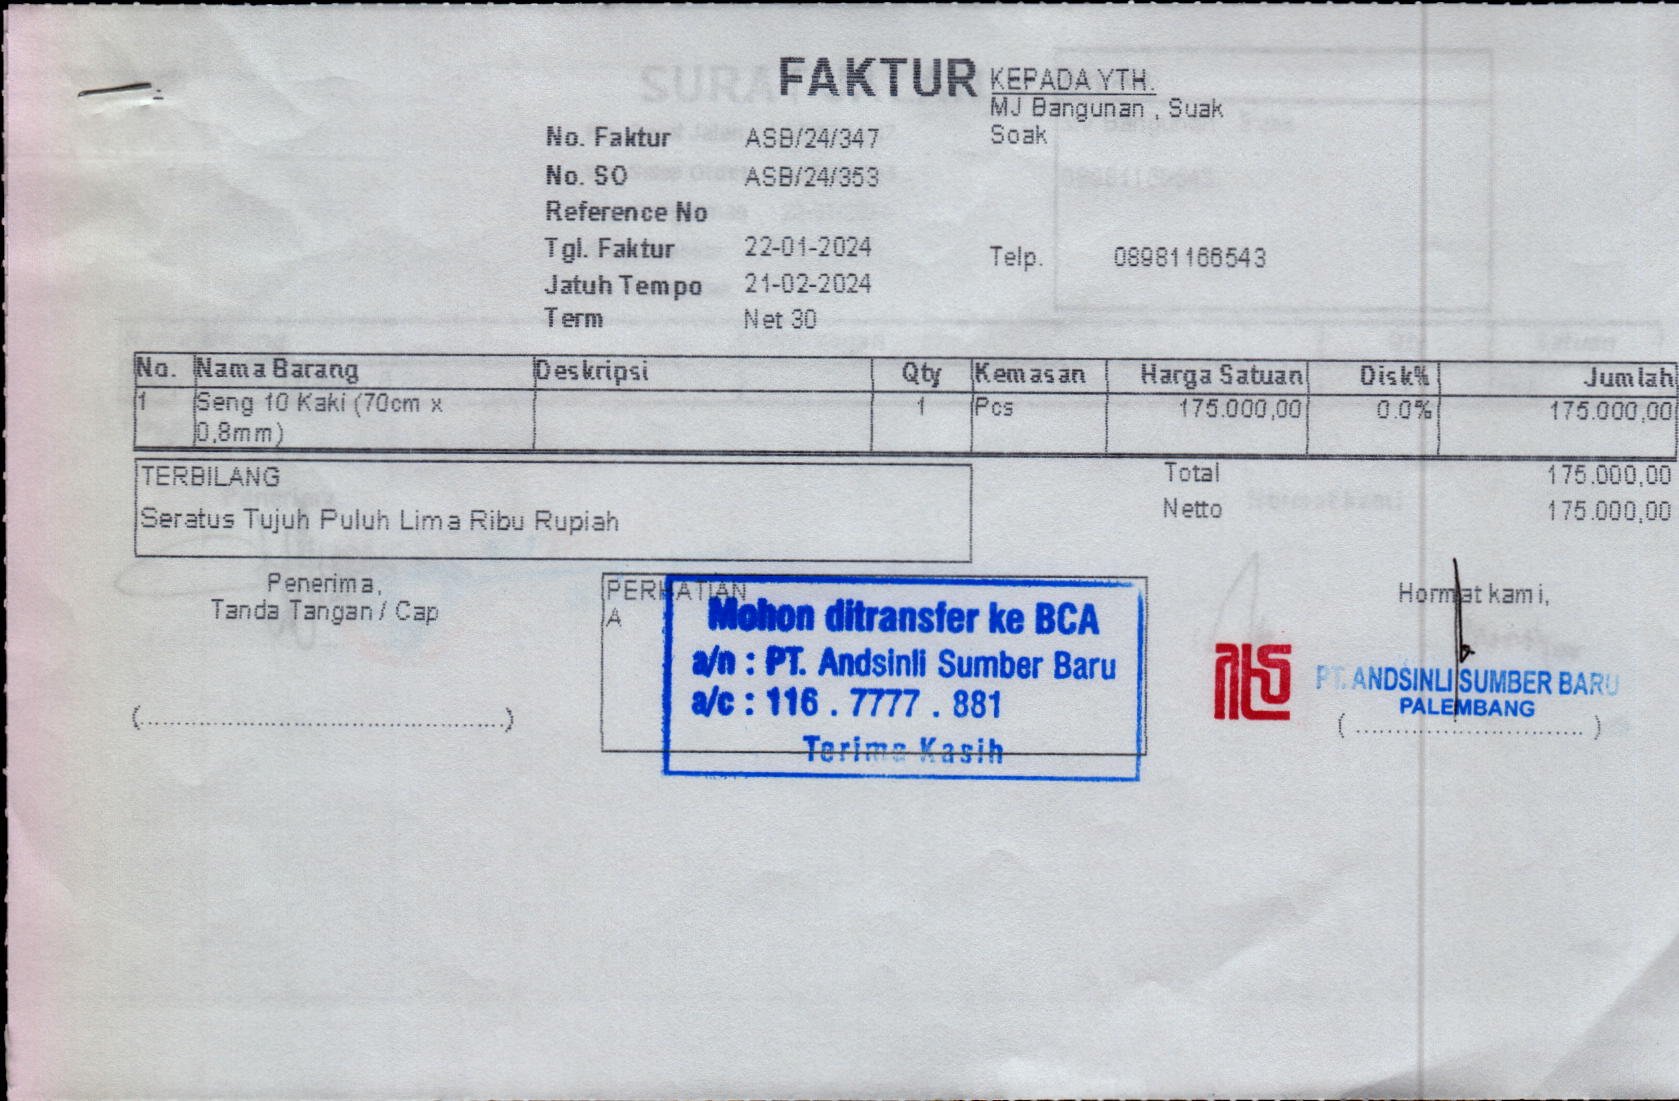 FAKTUR
KEPADA YTH.
MJ Bangunan , Suak
Soak
No. Faktur ASB/24/347
No. SO ASB/24/353
Reference No
Tgl. Faktur 22-01-2024
Telp. 08981166543
Jatuh Tempo 21-02-2024
Term Net 30
No. Nama Barang Deskripsi Qty Kemasan Harga Satuan Disk% Jumlah
1 Seng 10 Kaki (70cm x 1 Pcs 175.000,00 0.0% 175.000,00
0,8mm)
TERBILANG
Seratus Tujuh Puluh Lima Ribu Rupiah
Total 175.000,00
Netto 175.000,00
Penerima,
Tanda Tangan / Cap
(........................................)
PERHATIAN
A
Mohon ditransfer ke BCA
a/n : PT. Andsinli Sumber Baru
a/c : 116 . 7777 . 881
Terima Kasih
Hormat kami,
PT. ANDSINLI SUMBER BARU
PALEMBANG
( ............................ )